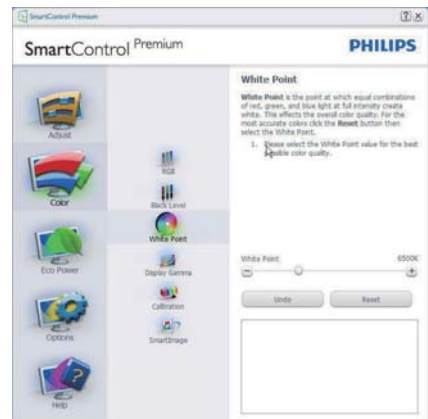 SmartControl Premium
SmartControl Premium
PHILIPS
Adjust
Color
Eco Power
Options
Help
RGB
Black Level
White Point
Display Gamma
Calibration
SmartImage
White Point
White Point is the point at which equal combinations
of red, green, and blue light at full intensity create
white. This effects the overall color quality. For the
most accurate colors click the Reset button then
select the White Point.
1. Please select the White Point value for the best
possible color quality.
White Point 6500K
Undo Reset